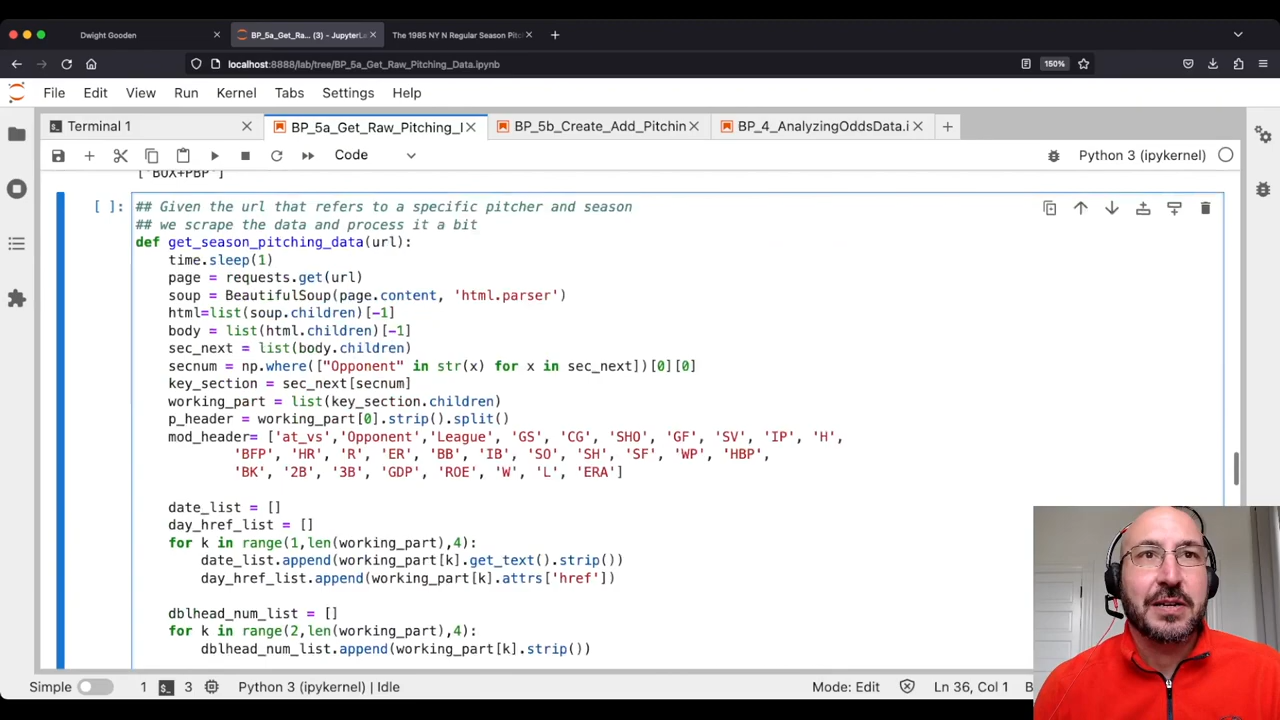 Dwight Gooden
BP_5a_Get_Ra... (3) - JupyterLa
The 1985 NY N Regular Season Pitc
localhost:8888/lab/tree/BP_5a_Get_Raw_Pitching_Data.ipynb
150%
File Edit View Run Kernel Tabs Settings Help
Terminal 1
BP_5a_Get_Raw_Pitching_I
BP_5b_Create_Add_Pitchin
BP_4_AnalyzingOddsData.i
Code
Python 3 (ipykernel)
['BOX+PBP']
[ ]: ## Given the url that refers to a specific pitcher and season
## we scrape the data and process it a bit
def get_season_pitching_data(url):
    time.sleep(1)
    page = requests.get(url)
    soup = BeautifulSoup(page.content, 'html.parser')
    html=list(soup.children)[-1]
    body = list(html.children)[-1]
    sec_next = list(body.children)
    secnum = np.where(["Opponent" in str(x) for x in sec_next])[0][0]
    key_section = sec_next[secnum]
    working_part = list(key_section.children)
    p_header = working_part[0].strip().split()
    mod_header= ['at_vs','Opponent','League', 'GS', 'CG', 'SHO', 'GF', 'SV', 'IP', 'H',
            'BFP', 'HR', 'R', 'ER', 'BB', 'IB', 'SO', 'SH', 'SF', 'WP', 'HBP',
            'BK', '2B', '3B', 'GDP', 'ROE', 'W', 'L', 'ERA']
    date_list = []
    day_href_list = []
    for k in range(1,len(working_part),4):
        date_list.append(working_part[k].get_text().strip())
        day_href_list.append(working_part[k].attrs['href'])
    dblhead_num_list = []
    for k in range(2,len(working_part),4):
        dblhead_num_list.append(working_part[k].strip())
Simple
1
3
Python 3 (ipykernel) | Idle
Mode: Edit
Ln 36, Col 1